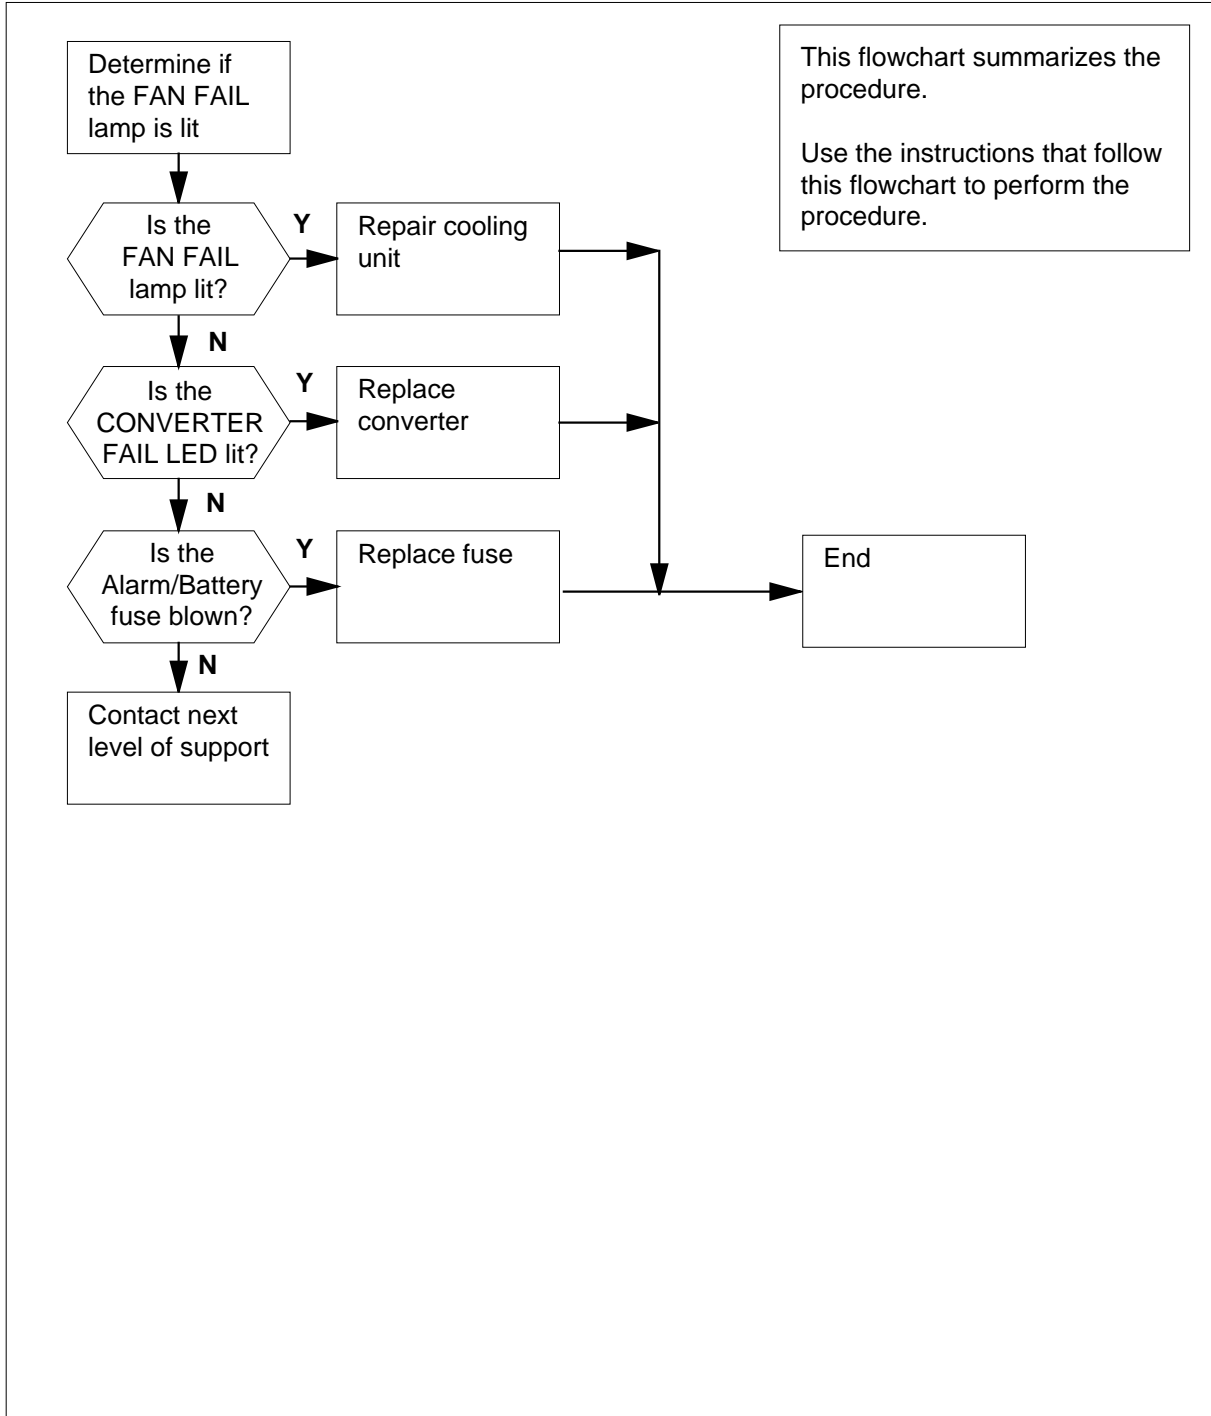 Determine if
the FAN FAIL
lamp is lit
This flowchart summarizes the
procedure.
Use the instructions that follow
this flowchart to perform the
procedure.
Is the
FAN FAIL
lamp lit?
Y
Repair cooling
unit
N
Is the
CONVERTER
FAIL LED lit?
Y
Replace
converter
N
Is the
Alarm/Battery
fuse blown?
Y
Replace fuse
End
N
Contact next
level of support